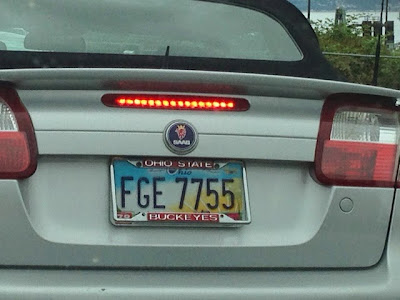 SAAB
OHIO STATE
Ohio
FGE 7755
BUCKEYES